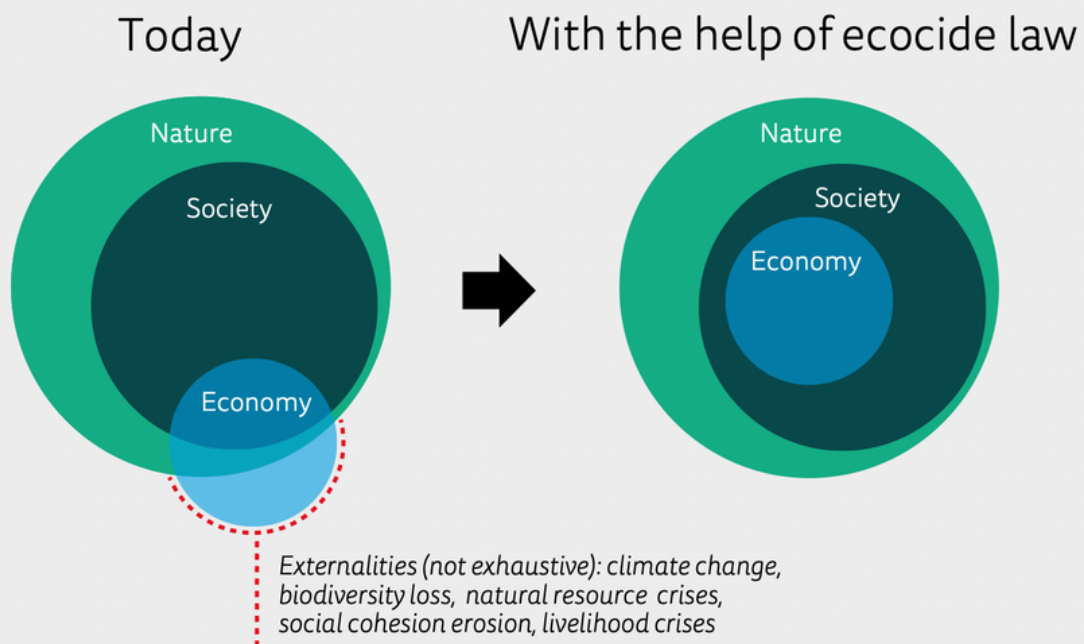 Today
With the help of ecocide law
Nature
Society
Economy
Nature
Society
Economy
Externalities (not exhaustive): climate change,
biodiversity loss, natural resource crises,
social cohesion erosion, livelihood crises